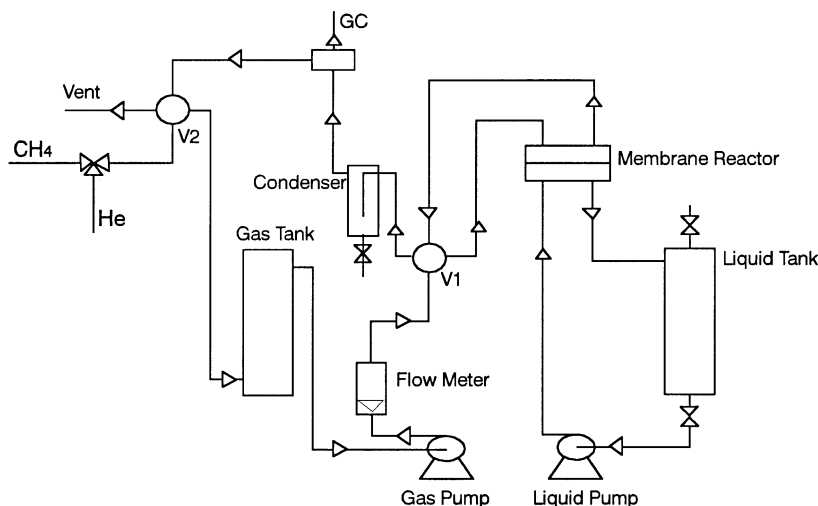 GC
Vent
V2
CH₄
He
Condenser
Membrane Reactor
Gas Tank
V1
Liquid Tank
Flow Meter
Gas Pump
Liquid Pump